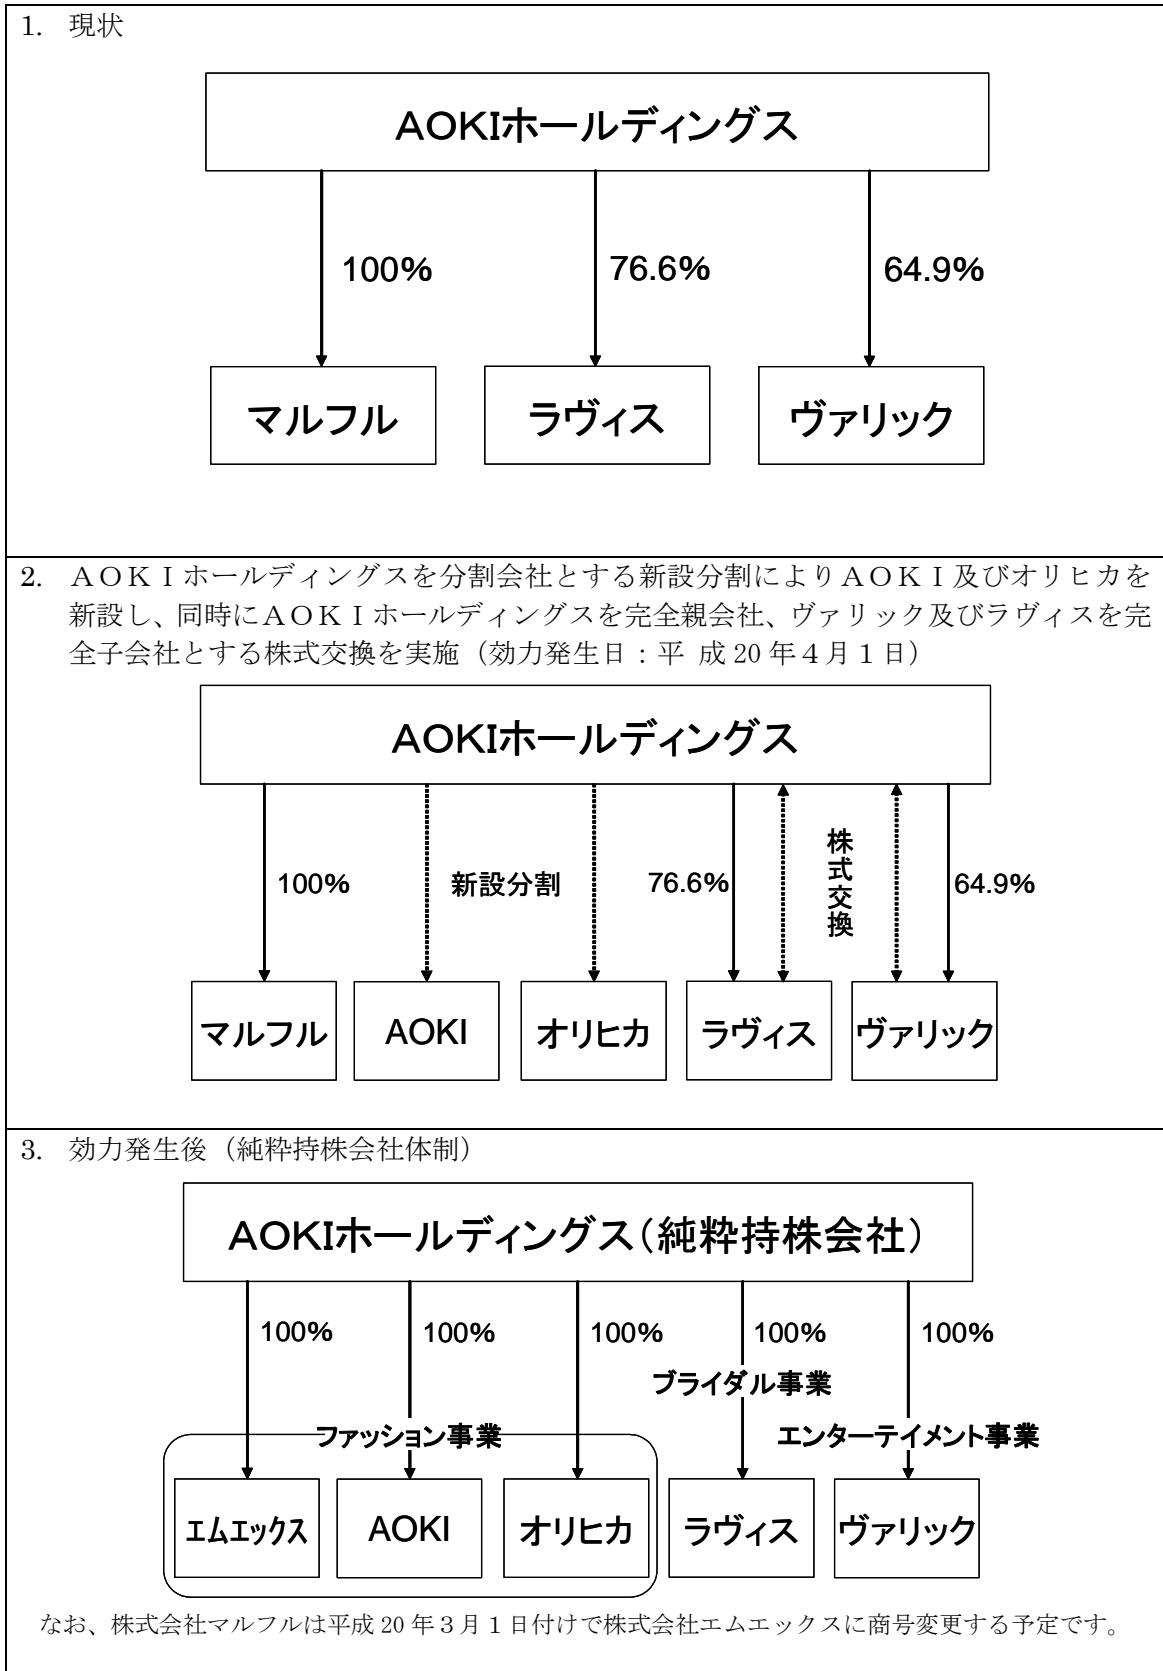 1. 現状
AOKIホールディングス
100%
76.6%
64.9%
マルフル
ラヴィス
ヴァリック
2. ＡＯＫＩホールディングスを分割会社とする新設分割によりＡＯＫＩ及びオリヒカを
新設し、同時にＡＯＫＩホールディングスを完全親会社、ヴァリック及びラヴィスを完
全子会社とする株式交換を実施（効力発生日：平 成 20 年４月１日）
AOKIホールディングス
100%
新設分割
76.6%
株式交換
64.9%
マルフル
AOKI
オリヒカ
ラヴィス
ヴァリック
3. 効力発生後（純粋持株会社体制）
AOKIホールディングス（純粋持株会社）
100%
100%
100%
100%
100%
ブライダル事業
ファッション事業
エンターテイメント事業
エムエックス
AOKI
オリヒカ
ラヴィス
ヴァリック
なお、株式会社マルフルは平成 20 年３月１日付けで株式会社エムエックスに商号変更する予定です。